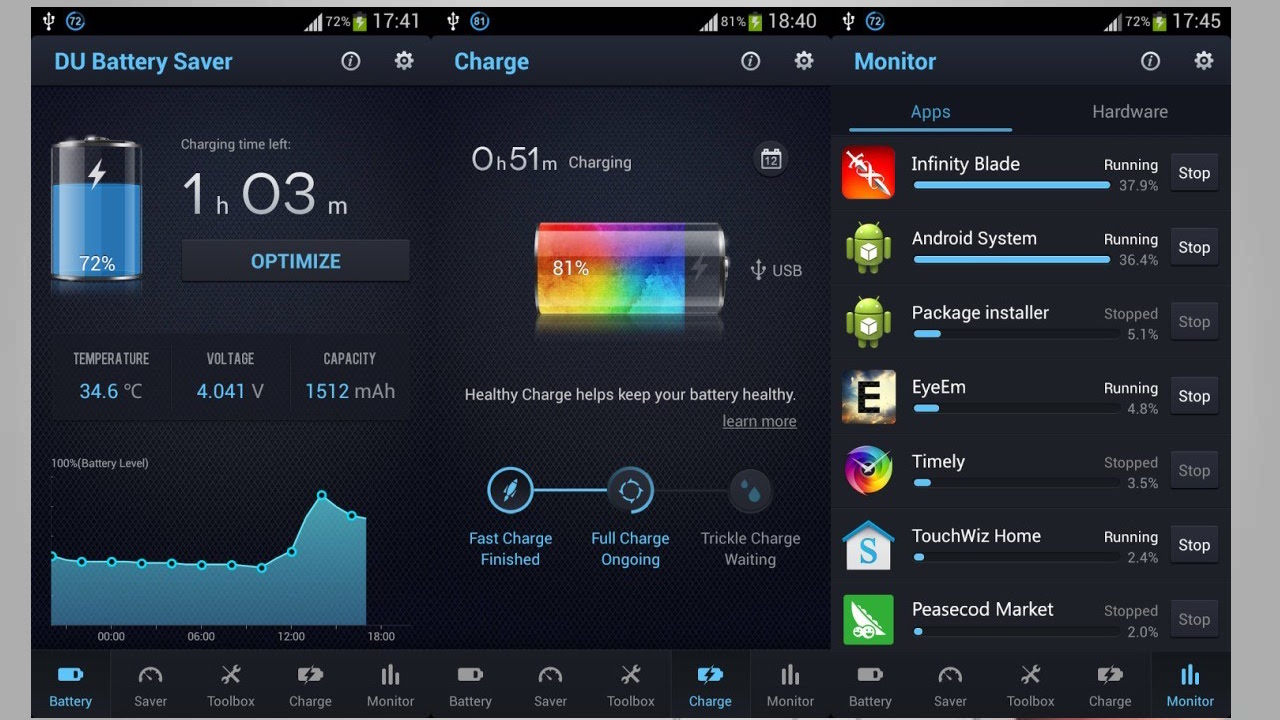 72 72% 17:41
DU Battery Saver
Charging time left:
1 h 03 m
72%
OPTIMIZE
TEMPERATURE VOLTAGE CAPACITY
34.6 °C 4.041 V 1512 mAh
100%(Battery Level)
00:00 06:00 12:00 18:00
Battery Saver Toolbox Charge Monitor
81 81% 18:40
Charge
0h51m Charging
12
81%
USB
Healthy Charge helps keep your battery healthy.
learn more
Fast Charge Full Charge Trickle Charge
Finished Ongoing Waiting
Battery Saver Toolbox Charge Monitor
72 72% 17:45
Monitor
Apps Hardware
Infinity Blade Running Stop
37.9%
Android System Running Stop
36.4%
Package installer Stopped Stop
5.1%
E EyeEm Running Stop
4.8%
Timely Stopped Stop
3.5%
S TouchWiz Home Running Stop
2.4%
Peasecod Market Stopped Stop
2.0%
Battery Saver Toolbox Charge Monitor